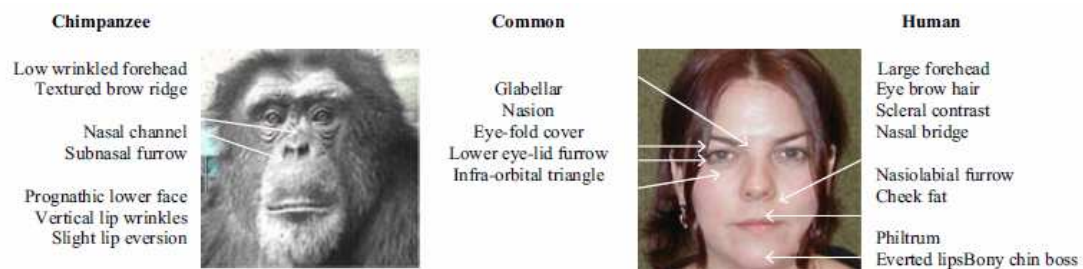 Chimpanzee
Low wrinkled forehead
Textured brow ridge
Nasal channel
Subnasal furrow
Prognathic lower face
Vertical lip wrinkles
Slight lip eversion
Common
Glabellar
Nasion
Eye-fold cover
Lower eye-lid furrow
Infra-orbital triangle
Human
Large forehead
Eye brow hair
Scleral contrast
Nasal bridge
Nasiolabial furrow
Cheek fat
Philtrum
Everted lipsBony chin boss